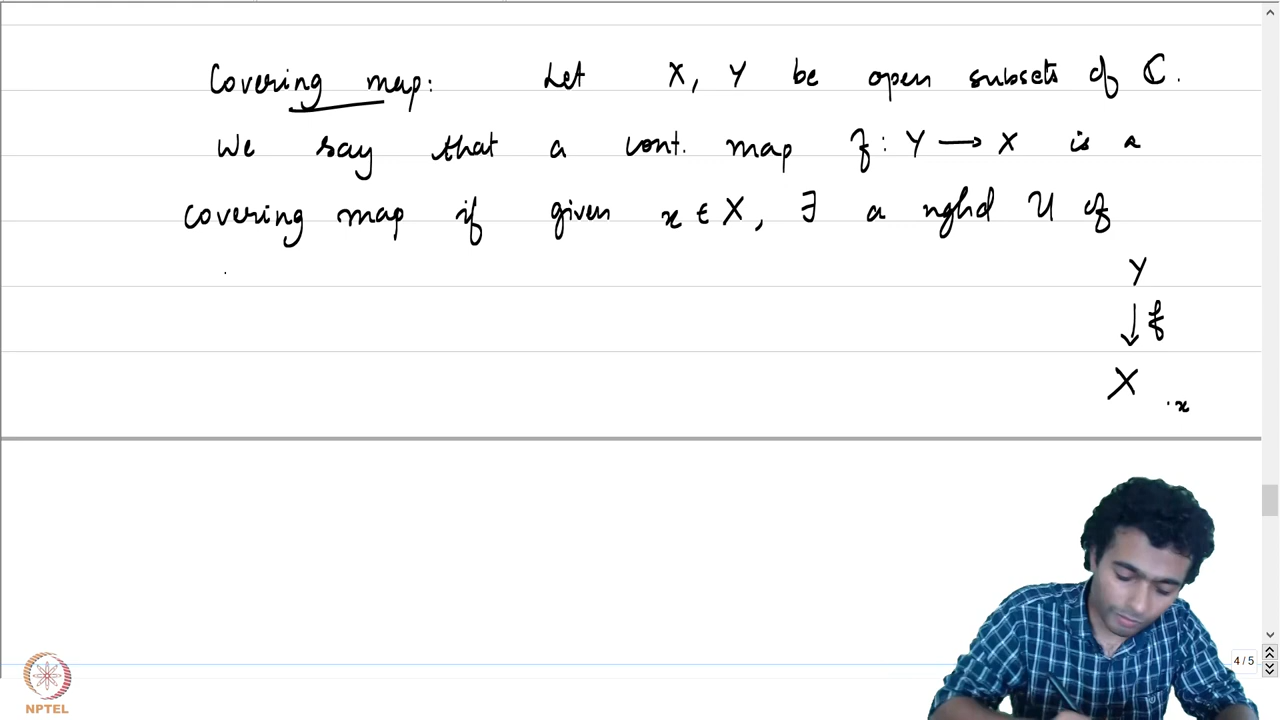 Covering map: Let X, Y be open subsets of ℂ.
We say that a cont. map f: Y ⟶ X is a
covering map if given x ∈ X, ∃ a nghd U of
Y
↓ f
X .x
4 / 5
NPTEL